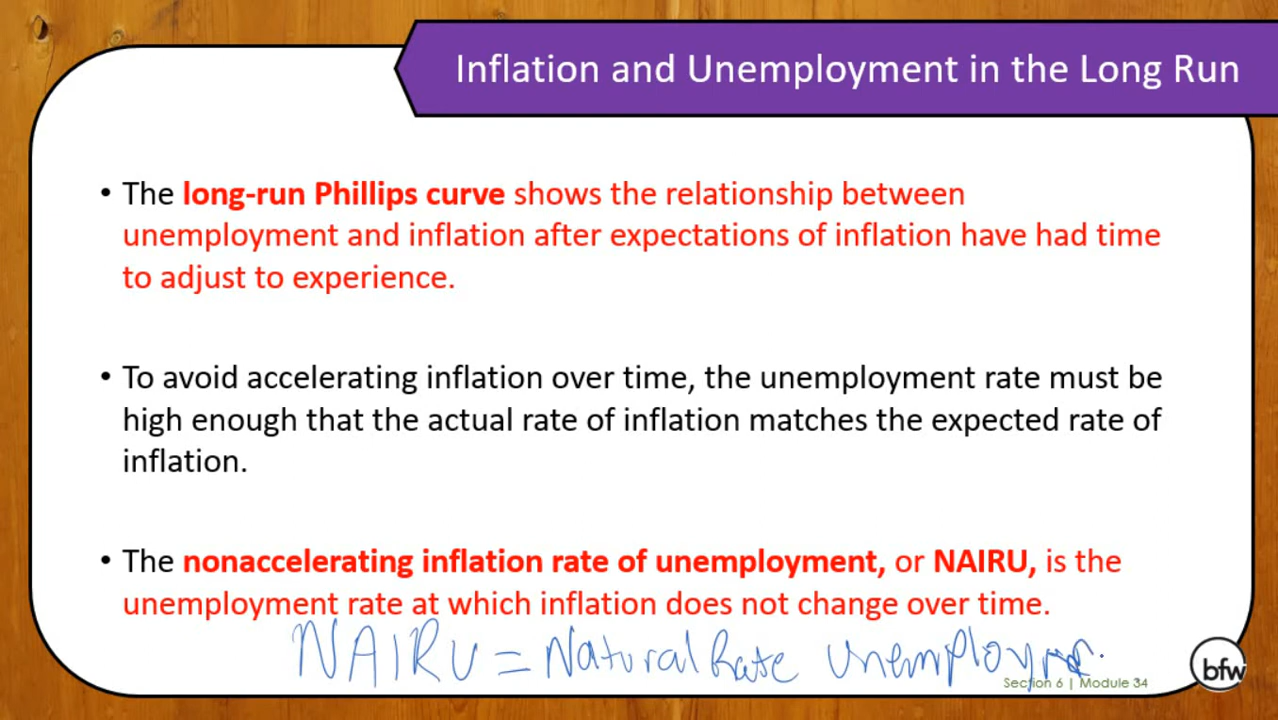 Inflation and Unemployment in the Long Run
• The long-run Phillips curve shows the relationship between
unemployment and inflation after expectations of inflation have had time
to adjust to experience.
• To avoid accelerating inflation over time, the unemployment rate must be
high enough that the actual rate of inflation matches the expected rate of
inflation.
• The nonaccelerating inflation rate of unemployment, or NAIRU, is the
unemployment rate at which inflation does not change over time.
NAIRU = Natural Rate
Section 6 | Module 34
bfw